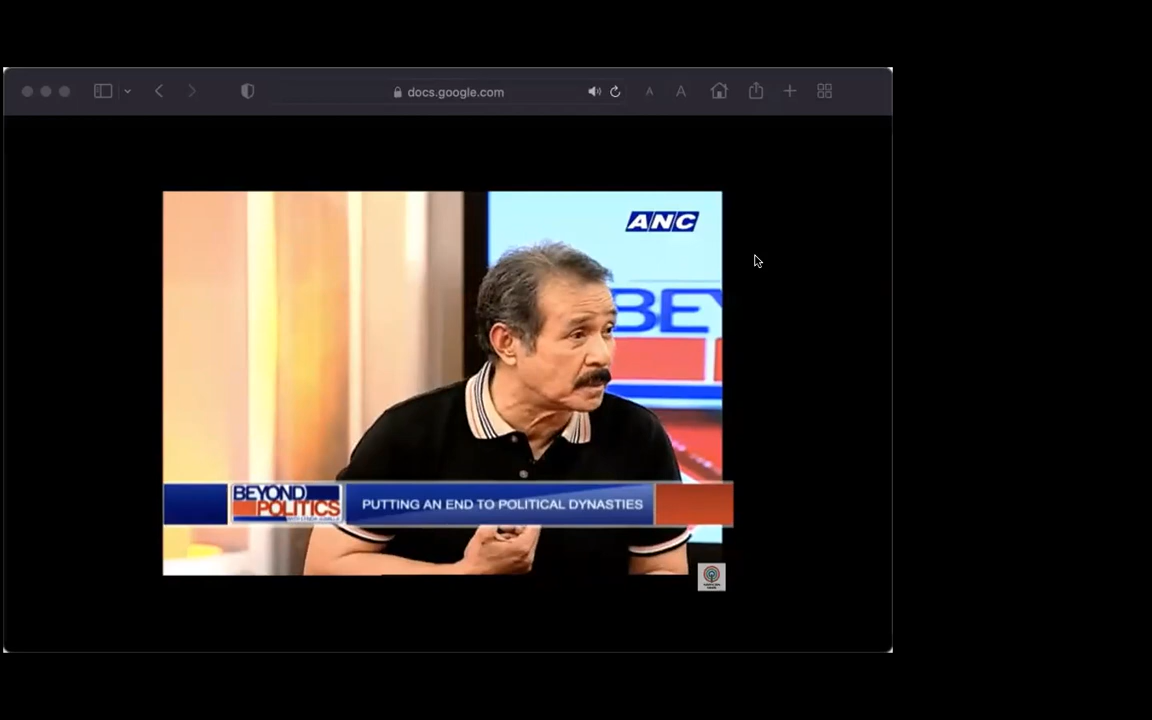 docs.google.com
A A
ANC
BEY
BEYOND
POLITICS
PUTTING AN END TO POLITICAL DYNASTIES